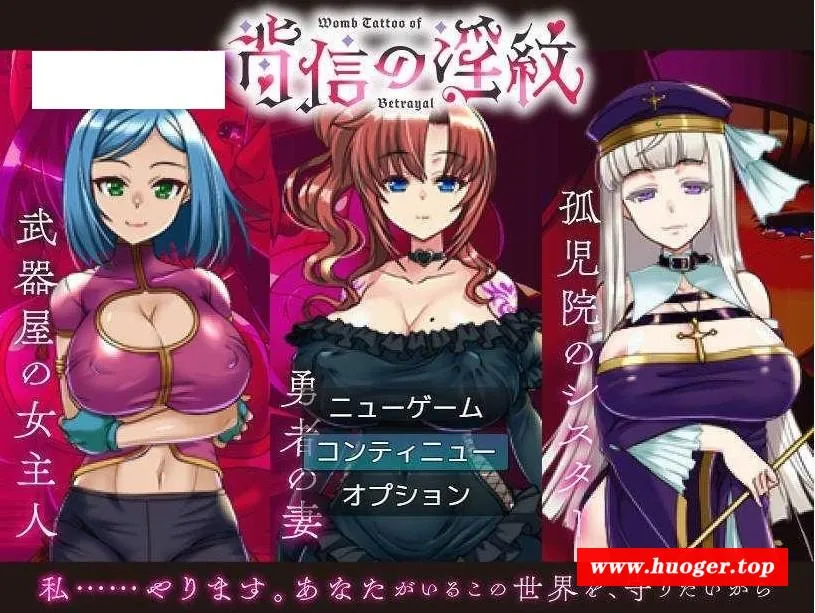 Womb Tattoo of
背信の淫紋
Betrayal
武器屋の女主人
勇者の妻
孤児院のシスター
ニューゲーム
コンティニュー
オプション
私……やります。あなたがいるこの世界を、守りたいから
www.huoger.top